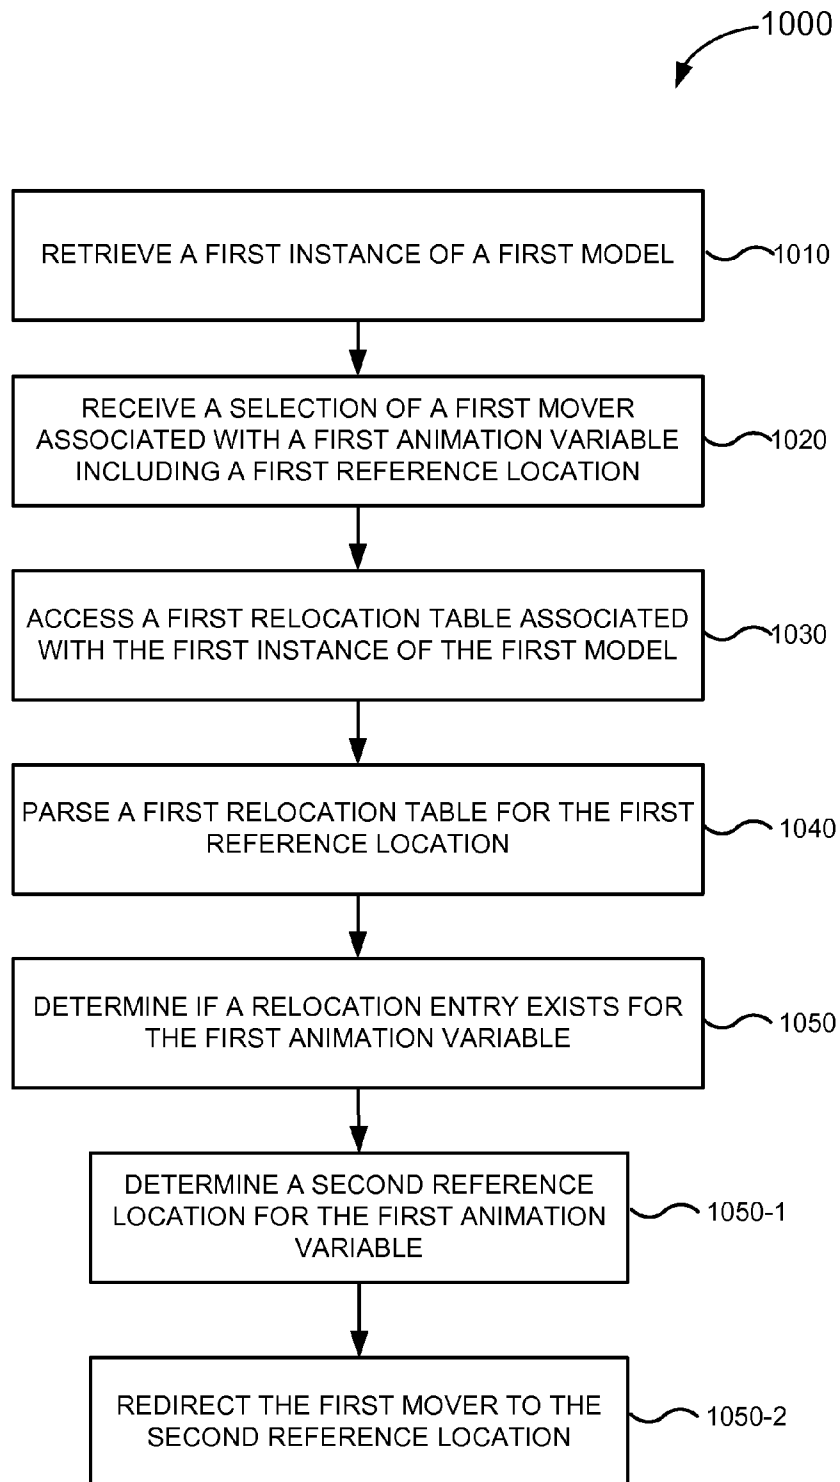 1000
RETRIEVE A FIRST INSTANCE OF A FIRST MODEL
1010
RECEIVE A SELECTION OF A FIRST MOVER
ASSOCIATED WITH A FIRST ANIMATION VARIABLE
INCLUDING A FIRST REFERENCE LOCATION
1020
ACCESS A FIRST RELOCATION TABLE ASSOCIATED
WITH THE FIRST INSTANCE OF THE FIRST MODEL
1030
PARSE A FIRST RELOCATION TABLE FOR THE FIRST
REFERENCE LOCATION
1040
DETERMINE IF A RELOCATION ENTRY EXISTS FOR
THE FIRST ANIMATION VARIABLE
1050
DETERMINE A SECOND REFERENCE
LOCATION FOR THE FIRST ANIMATION
VARIABLE
1050-1
REDIRECT THE FIRST MOVER TO THE
SECOND REFERENCE LOCATION
1050-2